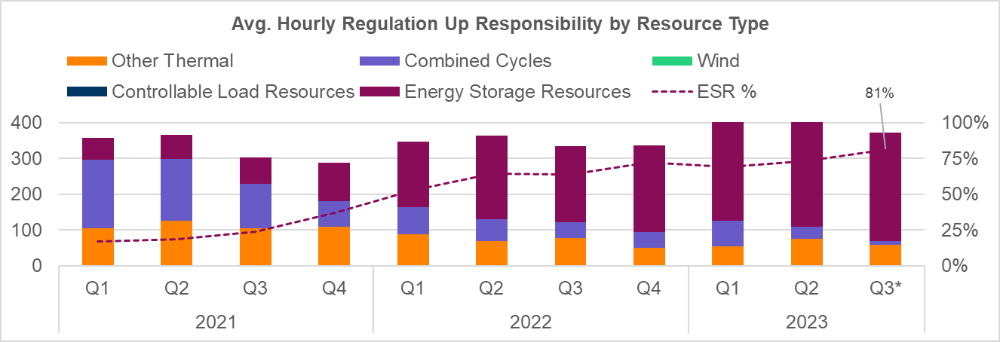 Avg. Hourly Regulation Up Responsibility by Resource Type
Other Thermal Combined Cycles Wind
Controllable Load Resources Energy Storage Resources ESR %
81%
400 100%
300 75%
200 50%
100 25%
0 0%
Q1 Q2 Q3 Q4 Q1 Q2 Q3 Q4 Q1 Q2 Q3*
2021 2022 2023